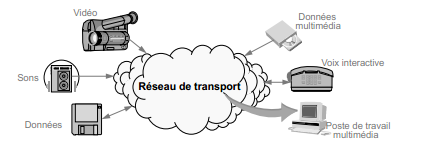 Vidéo
Données
multimédia
Sons
Réseau de transport
Voix interactive
Données
Poste de travail
multimédia